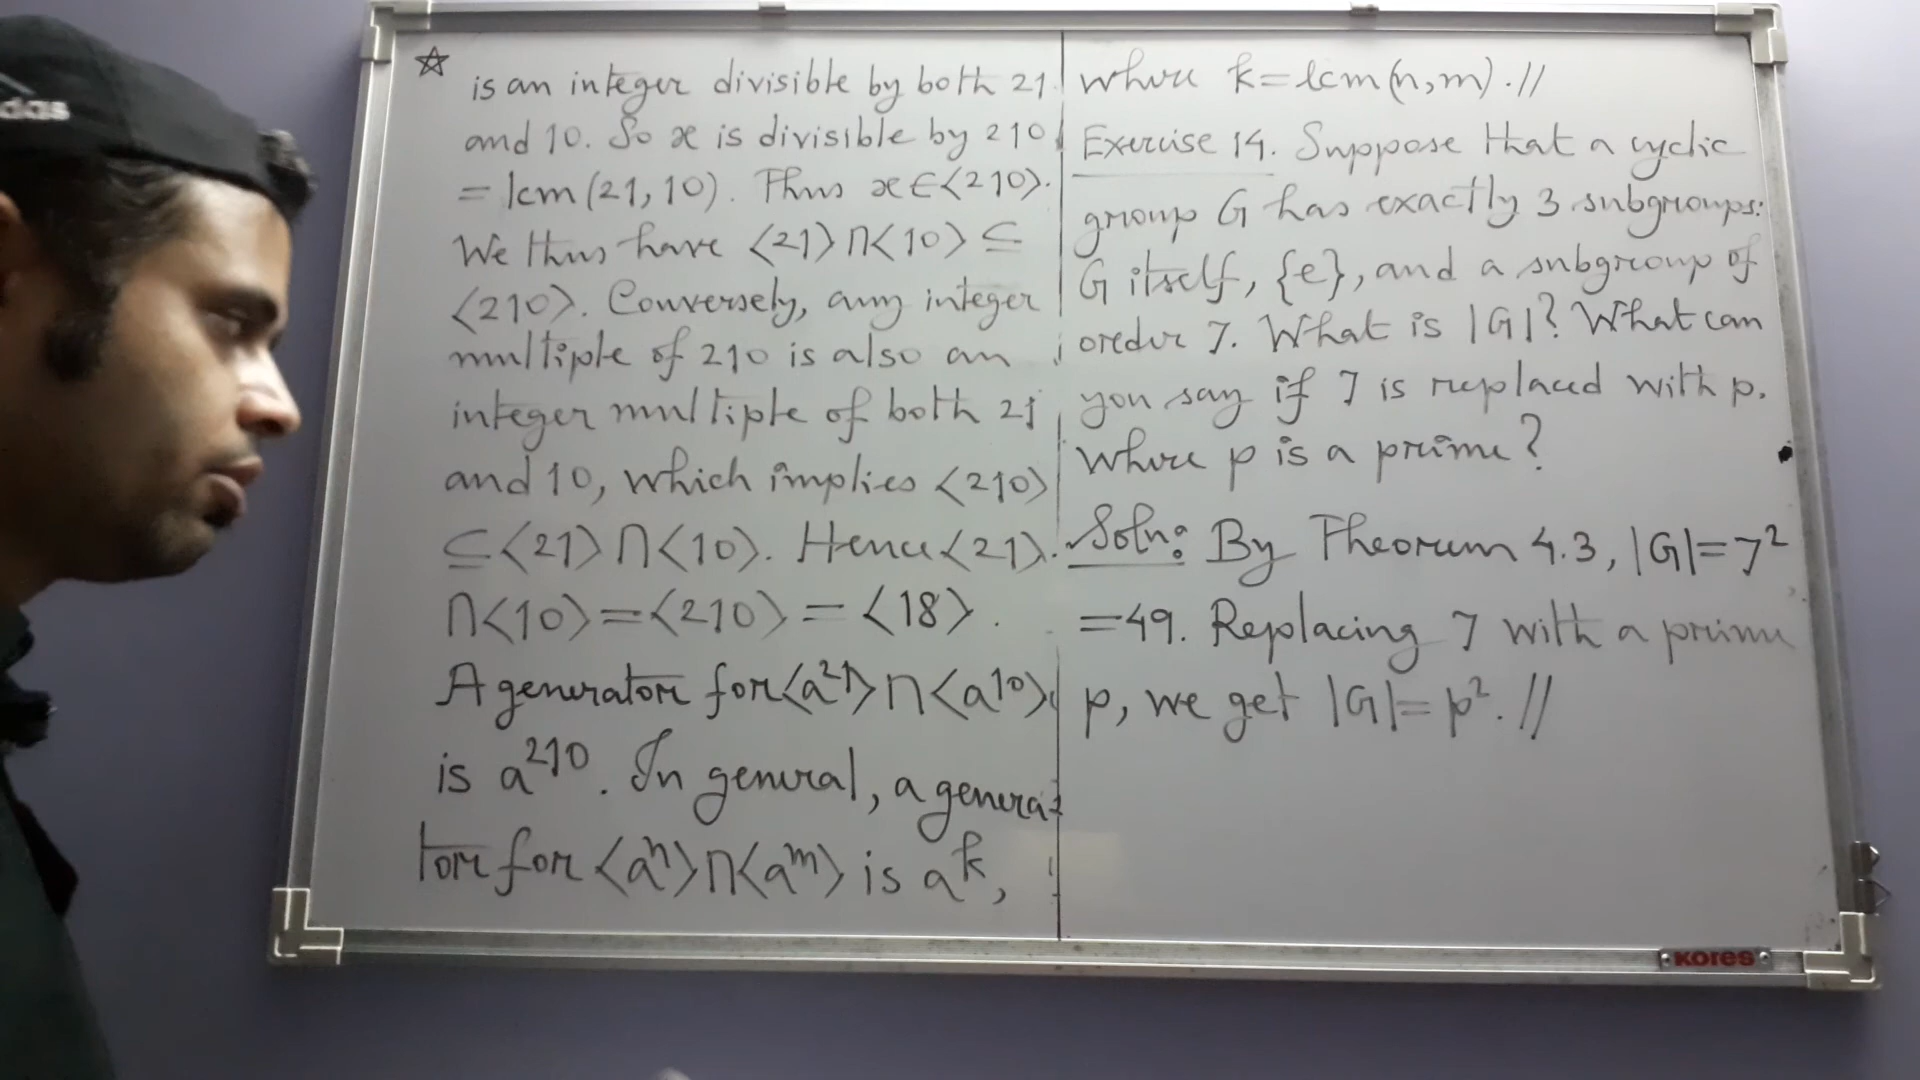 das
☆ is an integer divisible by both 21
and 10. So x is divisible by 210
= lcm (21, 10). Thus x∈<210>.
We thus have <21>∩<10> ⊆
<210>. Conversely, any integer
multiple of 210 is also an
integer multiple of both 21
and 10, which implies <210>
⊆<21>∩<10>. Hence <21>
∩<10>=<210>=<18>.
A generator for <a²¹>∩<a¹⁰>
is a²¹⁰. In general, a genera-
tor for <aⁿ>∩<aᵐ> is aᵏ,
where k=lcm(n,m).//
Exercise 14. Suppose that a cyclic
group G has exactly 3 subgroups:
G itself, {e}, and a subgroup of
order 7. What is |G|? What can
you say if 7 is replaced with p.
where p is a prime?
Soln: By Theorem 4.3, |G|=7²
=49. Replacing 7 with a prime
p, we get |G|=p².//
KORES